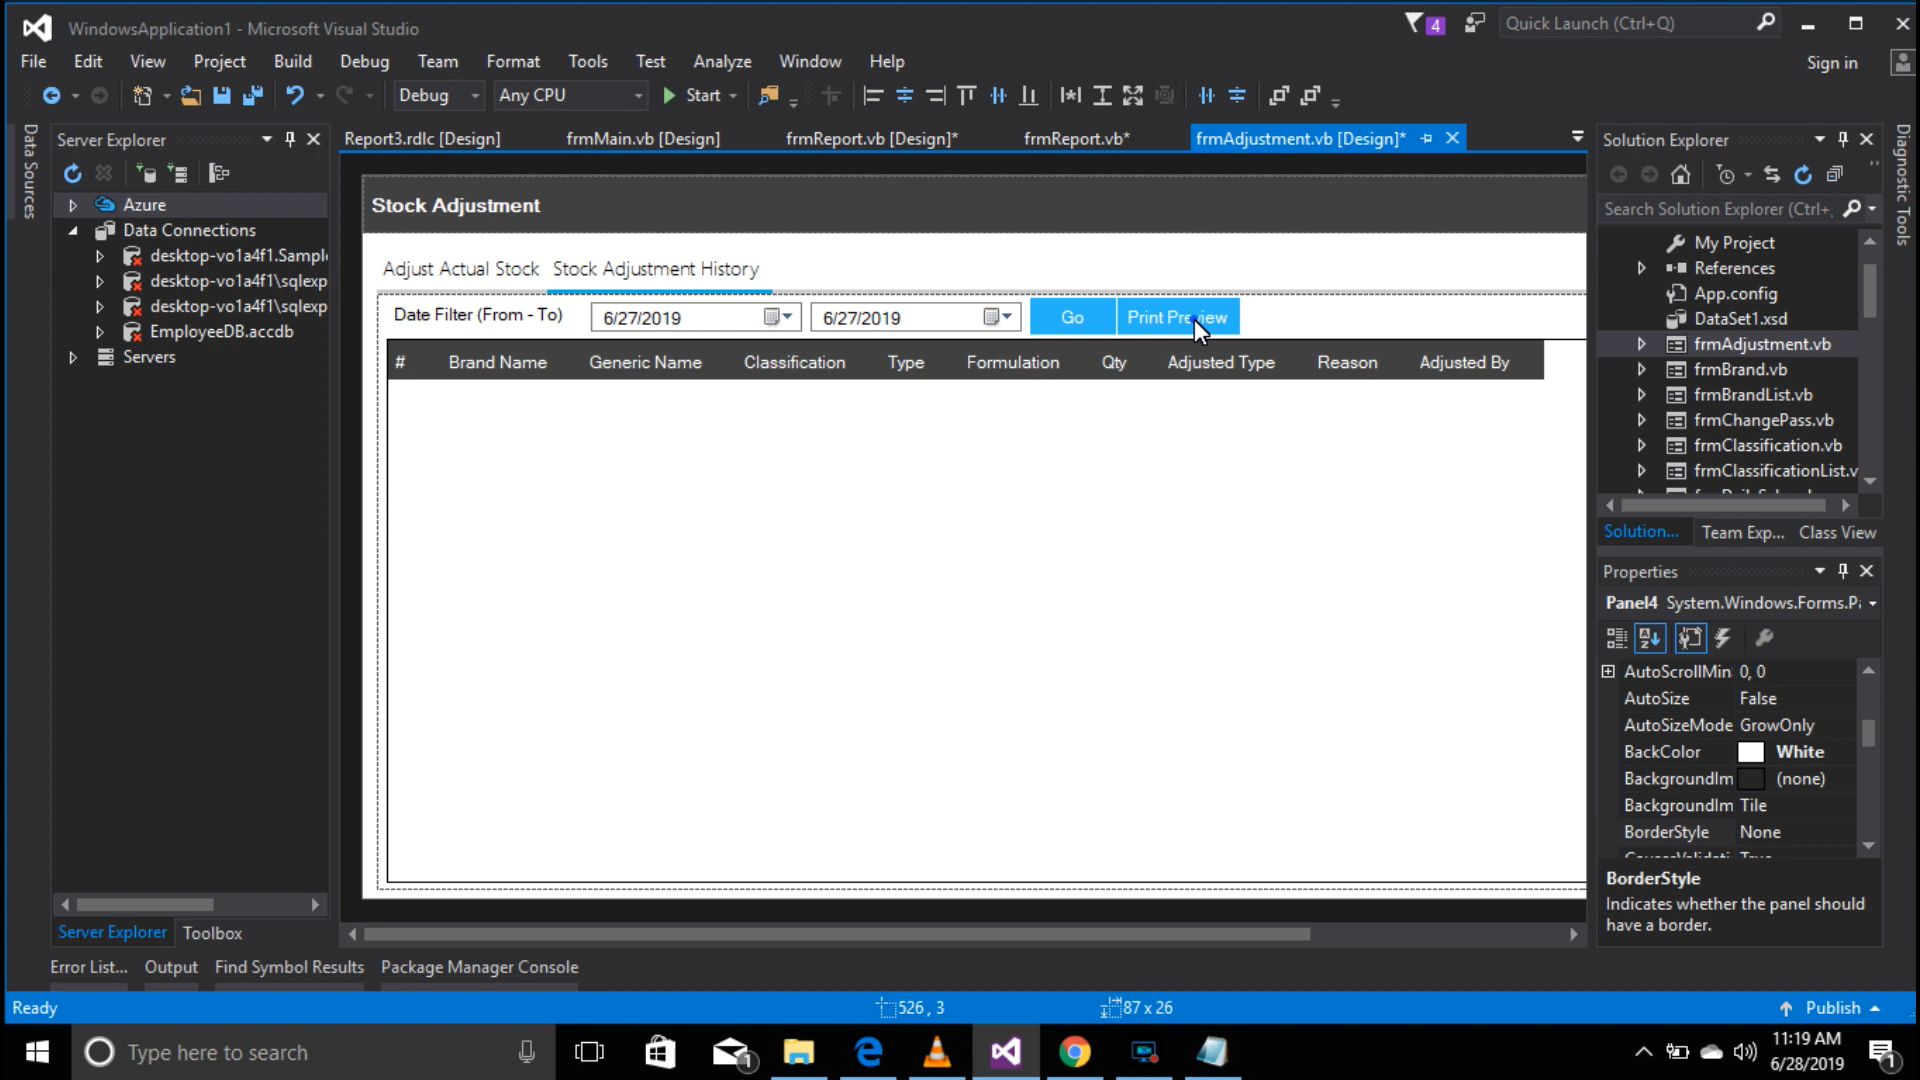 WindowsApplication1 - Microsoft Visual Studio
4
Quick Launch (Ctrl+Q)
File Edit View Project Build Debug Team Format Tools Test Analyze Window Help
Sign in
Debug Any CPU Start
Data Sources
Server Explorer
Azure
Data Connections
desktop-vo1a4f1.Sampl
desktop-vo1a4f1\sqlexp
desktop-vo1a4f1\sqlexp
EmployeeDB.accdb
Servers
Server Explorer Toolbox
Report3.rdlc [Design] frmMain.vb [Design] frmReport.vb [Design]* frmReport.vb* frmAdjustment.vb [Design]*
Stock Adjustment
Adjust Actual Stock Stock Adjustment History
Date Filter (From - To) 6/27/2019 6/27/2019 Go Print Preview
# Brand Name Generic Name Classification Type Formulation Qty Adjusted Type Reason Adjusted By
Solution Explorer
Search Solution Explorer (Ctrl+;
My Project
References
App.config
DataSet1.xsd
frmAdjustment.vb
frmBrand.vb
frmBrandList.vb
frmChangePass.vb
frmClassification.vb
frmClassificationList.v
Solution... Team Exp... Class View
Diagnostic Tools
Properties
Panel4 System.Windows.Forms.Pa
AutoScrollMin 0, 0
AutoSize False
AutoSizeMode GrowOnly
BackColor White
BackgroundIm (none)
BackgroundIm Tile
BorderStyle None
BorderStyle
Indicates whether the panel should
have a border.
Error List... Output Find Symbol Results Package Manager Console
Ready 526 , 3 87 x 26 Publish
Type here to search
1
11:19 AM
6/28/2019
1